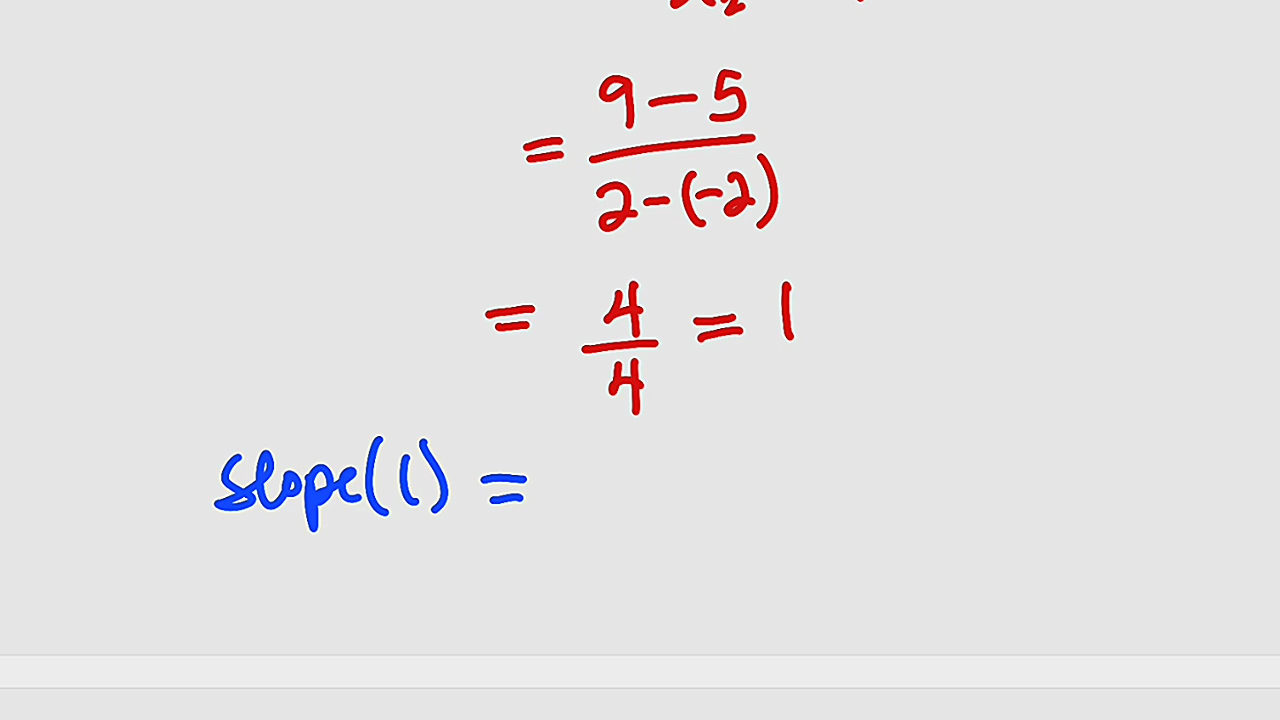 = 9 - 5 / 2 - (-2)
= 4 / 4 = 1
slope(1) =